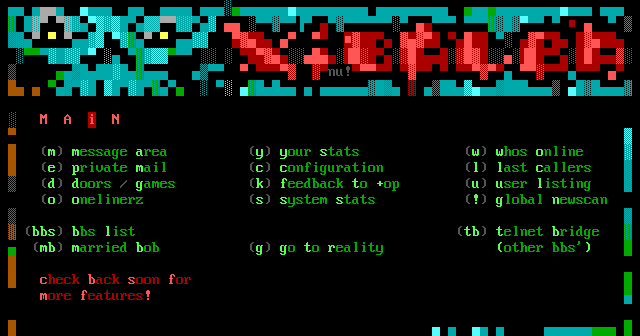 nu!
M A i N
(m) message area (y) your stats (w) whos online
(e) private mail (c) configuration (l) last callers
(d) doors / games (k) feedback to +op (u) user listing
(o) onelinerz (s) system stats (!) global newscan
(bbs) bbs list (tb) telnet bridge
(mb) married bob (g) go to reality (other bbs')
check back soon for
more features!